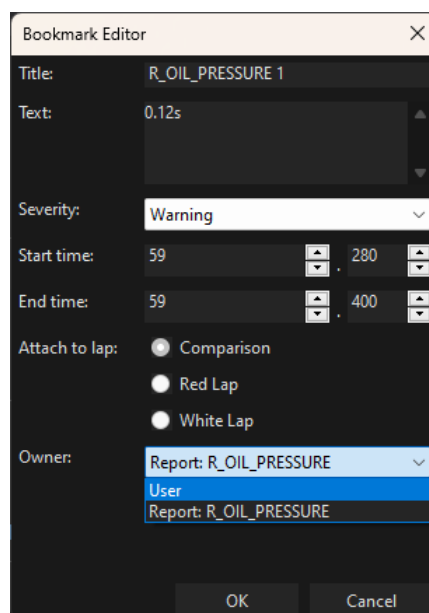 Bookmark Editor
Title: R_OIL_PRESSURE 1
Text: 0.12s
Severity: Warning
Start time: 59 . 280
End time: 59 . 400
Attach to lap: Comparison
Red Lap
White Lap
Owner: Report: R_OIL_PRESSURE
User
Report: R_OIL_PRESSURE
OK Cancel